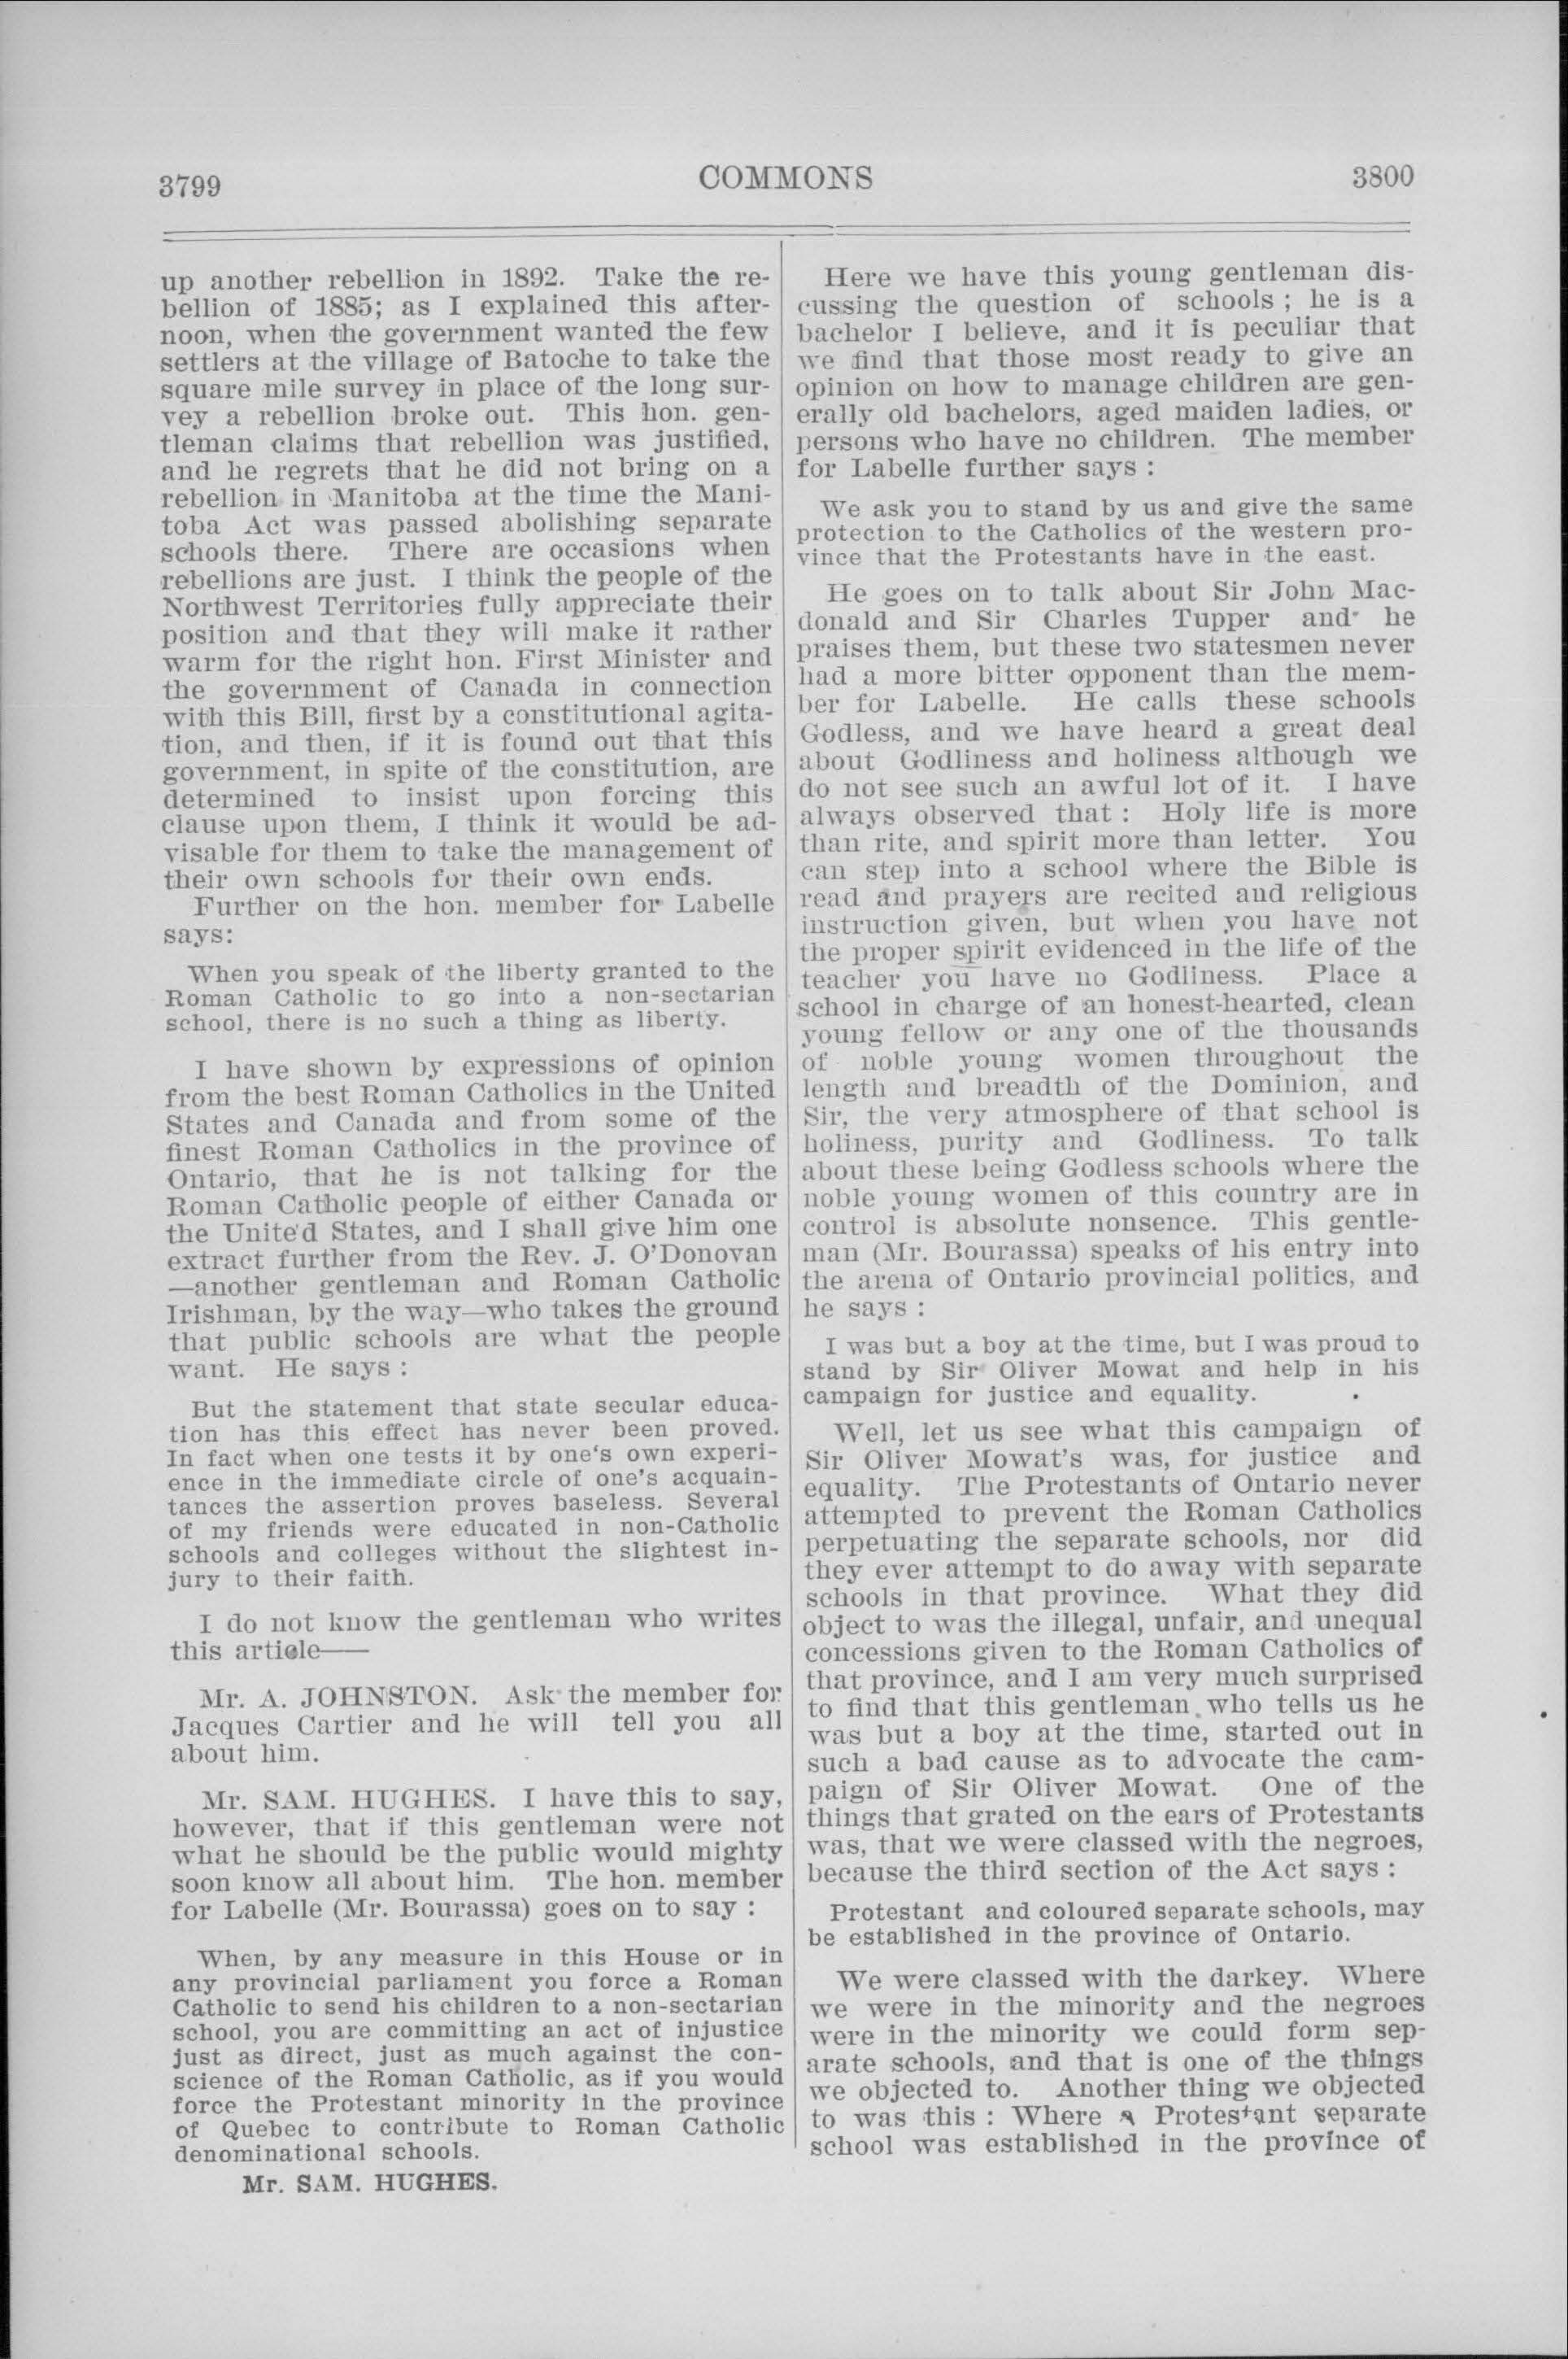 3799
COMMONS
3800
up another rebellion in 1892. Take the re-
bellion of 1885; as I explained this after-
noon, when the government wanted the few
settlers at the village of Batoche to take the
square mile survey in place of the long sur-
vey a rebellion broke out. This hon. gen-
tleman claims that rebellion was justified,
and he regrets that he did not bring on a
rebellion in Manitoba at the time the Mani-
toba Act was passed abolishing separate
schools there. There are occasions when
rebellions are just. I think the people of the
Northwest Territories fully appreciate their
position and that they will make it rather
warm for the right hon. First Minister and
the government of Canada in connection
with this Bill, first by a constitutional agita-
tion, and then, if it is found out that this
government, in spite of the constitution, are
determined to insist upon forcing this
clause upon them, I think it would be ad-
visable for them to take the management of
their own schools for their own ends.
Further on the hon. member for Labelle
says:
When you speak of the liberty granted to the
Roman Catholic to go into a non-sectarian
school, there is no such a thing as liberty.
I have shown by expressions of opinion
from the best Roman Catholics in the United
States and Canada and from some of the
finest Roman Catholics in the province of
Ontario, that he is not talking for the
Roman Catholic people of either Canada or
the United States, and I shall give him one
extract further from the Rev. J. O'Donovan
—another gentleman and Roman Catholic
Irishman, by the way—who takes the ground
that public schools are what the people
want. He says :
But the statement that state secular educa-
tion has this effect has never been proved.
In fact when one tests it by one's own experi-
ence in the immediate circle of one's acquain-
tances the assertion proves baseless. Several
of my friends were educated in non-Catholic
schools and colleges without the slightest in-
jury to their faith.
I do not know the gentleman who writes
this article——
Mr. A. JOHNSTON. Ask the member for
Jacques Cartier and he will tell you all
about him.
Mr. SAM. HUGHES. I have this to say,
however, that if this gentleman were not
what he should be the public would mighty
soon know all about him. The hon. member
for Labelle (Mr. Bourassa) goes on to say :
When, by any measure in this House or in
any provincial parliament you force a Roman
Catholic to send his children to a non-sectarian
school, you are committing an act of injustice
just as direct, just as much against the con-
science of the Roman Catholic, as if you would
force the Protestant minority in the province
of Quebec to contribute to Roman Catholic
denominational schools.
Mr. SAM. HUGHES.
Here we have this young gentleman dis-
cussing the question of schools ; he is a
bachelor I believe, and it is peculiar that
we find that those most ready to give an
opinion on how to manage children are gen-
erally old bachelors, aged maiden ladies, or
persons who have no children. The member
for Labelle further says :
We ask you to stand by us and give the same
protection to the Catholics of the western pro-
vince that the Protestants have in the east.
He goes on to talk about Sir John Mac-
donald and Sir Charles Tupper and he
praises them, but these two statesmen never
had a more bitter opponent than the mem-
ber for Labelle. He calls these schools
Godless, and we have heard a great deal
about Godliness and holiness although we
do not see such an awful lot of it. I have
always observed that : Holy life is more
than rite, and spirit more than letter. You
can step into a school where the Bible is
read and prayers are recited and religious
instruction given, but when you have not
the proper spirit evidenced in the life of the
teacher you have no Godliness. Place a
school in charge of an honest-hearted, clean
young fellow or any one of the thousands
of noble young women throughout the
length and breadth of the Dominion, and
Sir, the very atmosphere of that school is
holiness, purity and Godliness. To talk
about these being Godless schools where the
noble young women of this country are in
control is absolute nonsence. This gentle-
man (Mr. Bourassa) speaks of his entry into
the arena of Ontario provincial politics, and
he says :
I was but a boy at the time, but I was proud to
stand by Sir Oliver Mowat and help in his
campaign for justice and equality.
Well, let us see what this campaign of
Sir Oliver Mowat's was, for justice and
equality. The Protestants of Ontario never
attempted to prevent the Roman Catholics
perpetuating the separate schools, nor did
they ever attempt to do away with separate
schools in that province. What they did
object to was the illegal, unfair, and unequal
concessions given to the Roman Catholics of
that province, and I am very much surprised
to find that this gentleman who tells us he
was but a boy at the time, started out in
such a bad cause as to advocate the cam-
paign of Sir Oliver Mowat. One of the
things that grated on the ears of Protestants
was, that we were classed with the negroes,
because the third section of the Act says :
Protestant and coloured separate schools, may
be established in the province of Ontario.
We were classed with the darkey. Where
we were in the minority and the negroes
were in the minority we could form sep-
arate schools, and that is one of the things
we objected to. Another thing we objected
to was this : Where a Protestant separate
school was established in the province of